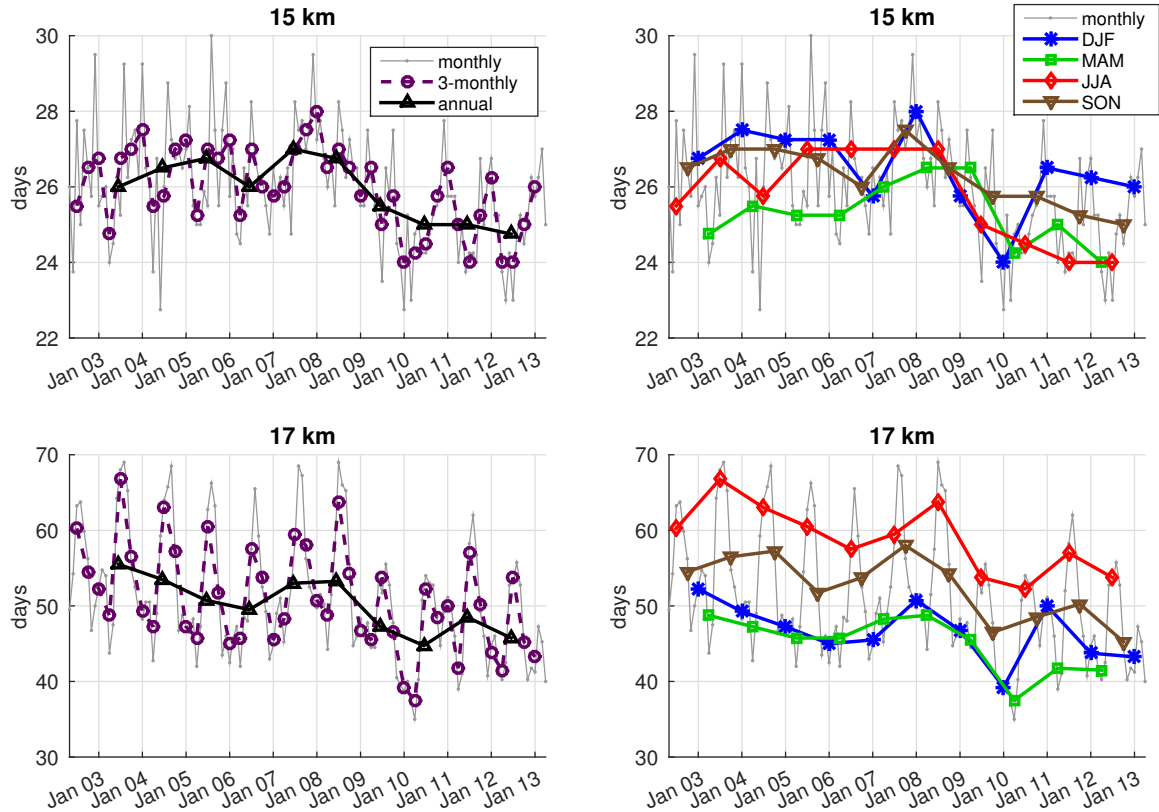 15 km
30
28
26
24
22
days
monthly
3-monthly
annual
Jan 03
Jan 04
Jan 05
Jan 06
Jan 07
Jan 08
Jan 09
Jan 10
Jan 11
Jan 12
Jan 13
15 km
30
28
26
24
22
days
monthly
DJF
MAM
JJA
SON
Jan 03
Jan 04
Jan 05
Jan 06
Jan 07
Jan 08
Jan 09
Jan 10
Jan 11
Jan 12
Jan 13
17 km
70
60
50
40
30
days
Jan 03
Jan 04
Jan 05
Jan 06
Jan 07
Jan 08
Jan 09
Jan 10
Jan 11
Jan 12
Jan 13
17 km
70
60
50
40
30
days
Jan 03
Jan 04
Jan 05
Jan 06
Jan 07
Jan 08
Jan 09
Jan 10
Jan 11
Jan 12
Jan 13